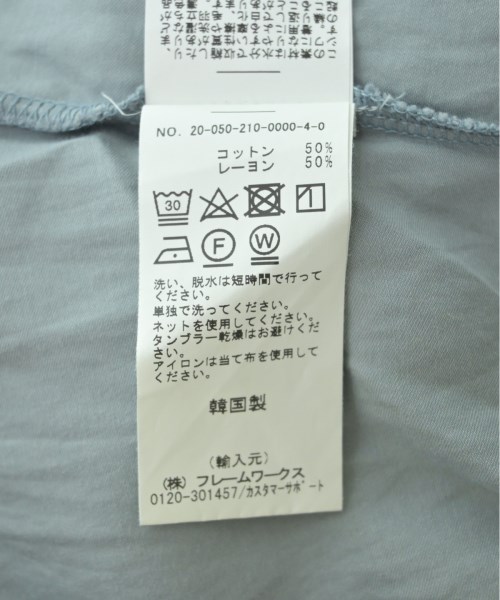 NO. 20-050-210-0000-4-0
コットン 50%
レーヨン 50%
30
F
W
洗い、脱水は短時間で行って
ください。
単独で洗ってください。
ネットを使用してください。
タンブラー乾燥はお避けくだ
さい。
アイロンは当て布を使用して
ください。
韓国製
(輸入元)
(株) フレームワークス
0120-301457/カスタマーサポート